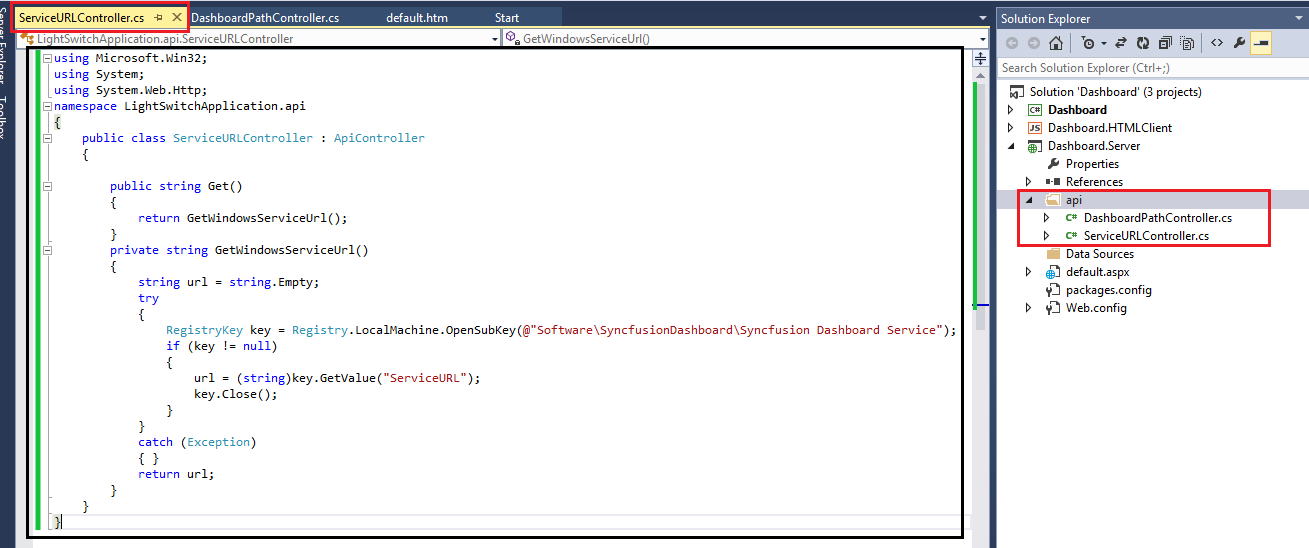 ServiceURLController.cs
DashboardPathController.cs
default.htm
Start
Server Explorer
Toolbox
LightSwitchApplication.api.ServiceURLController
GetWindowsServiceUrl()
using Microsoft.Win32;
using System;
using System.Web.Http;
namespace LightSwitchApplication.api
{
public class ServiceURLController : ApiController
{
public string Get()
{
return GetWindowsServiceUrl();
}
private string GetWindowsServiceUrl()
{
string url = string.Empty;
try
{
RegistryKey key = Registry.LocalMachine.OpenSubKey(@"Software\SyncfusionDashboard\Syncfusion Dashboard Service");
if (key != null)
{
url = (string)key.GetValue("ServiceURL");
key.Close();
}
}
catch (Exception)
{ }
return url;
}
}
}
Solution Explorer
Search Solution Explorer (Ctrl+;)
Solution 'Dashboard' (3 projects)
C# Dashboard
JS Dashboard.HTMLClient
Dashboard.Server
Properties
References
api
C# DashboardPathController.cs
C# ServiceURLController.cs
Data Sources
default.aspx
packages.config
Web.config